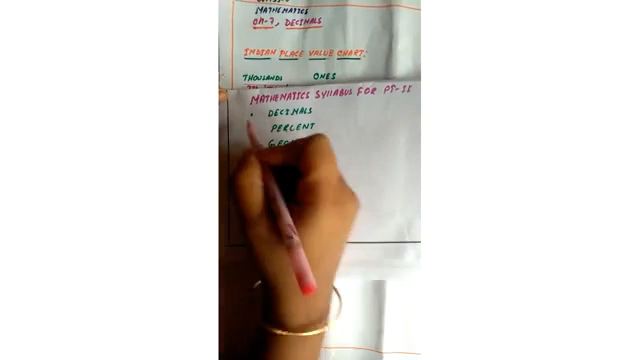 MATHEMATICS
CH-7, DECIMALS
INDIAN PLACE VALUE CHART:
THOUSANDS ONES
MATHEMATICS SYLLABUS FOR PT-II
• DECIMALS
PERCENT